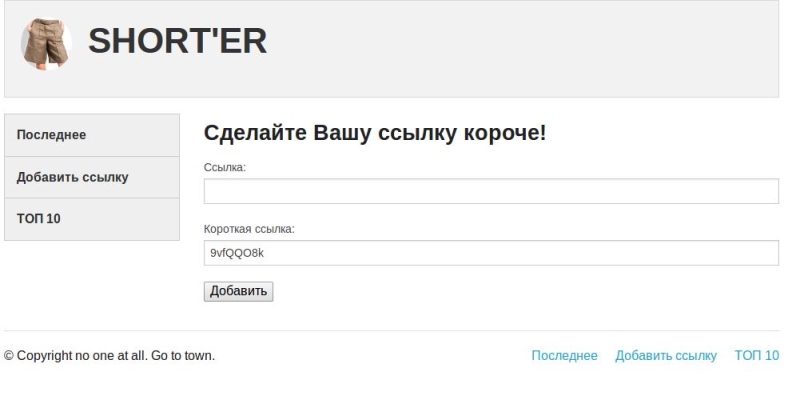 SHORT'ER
Последнее
Добавить ссылку
ТОП 10
Сделайте Вашу ссылку короче!
Ссылка:
Короткая ссылка:
9vfQQO8k
Добавить
© Copyright no one at all. Go to town.
Последнее Добавить ссылку ТОП 10